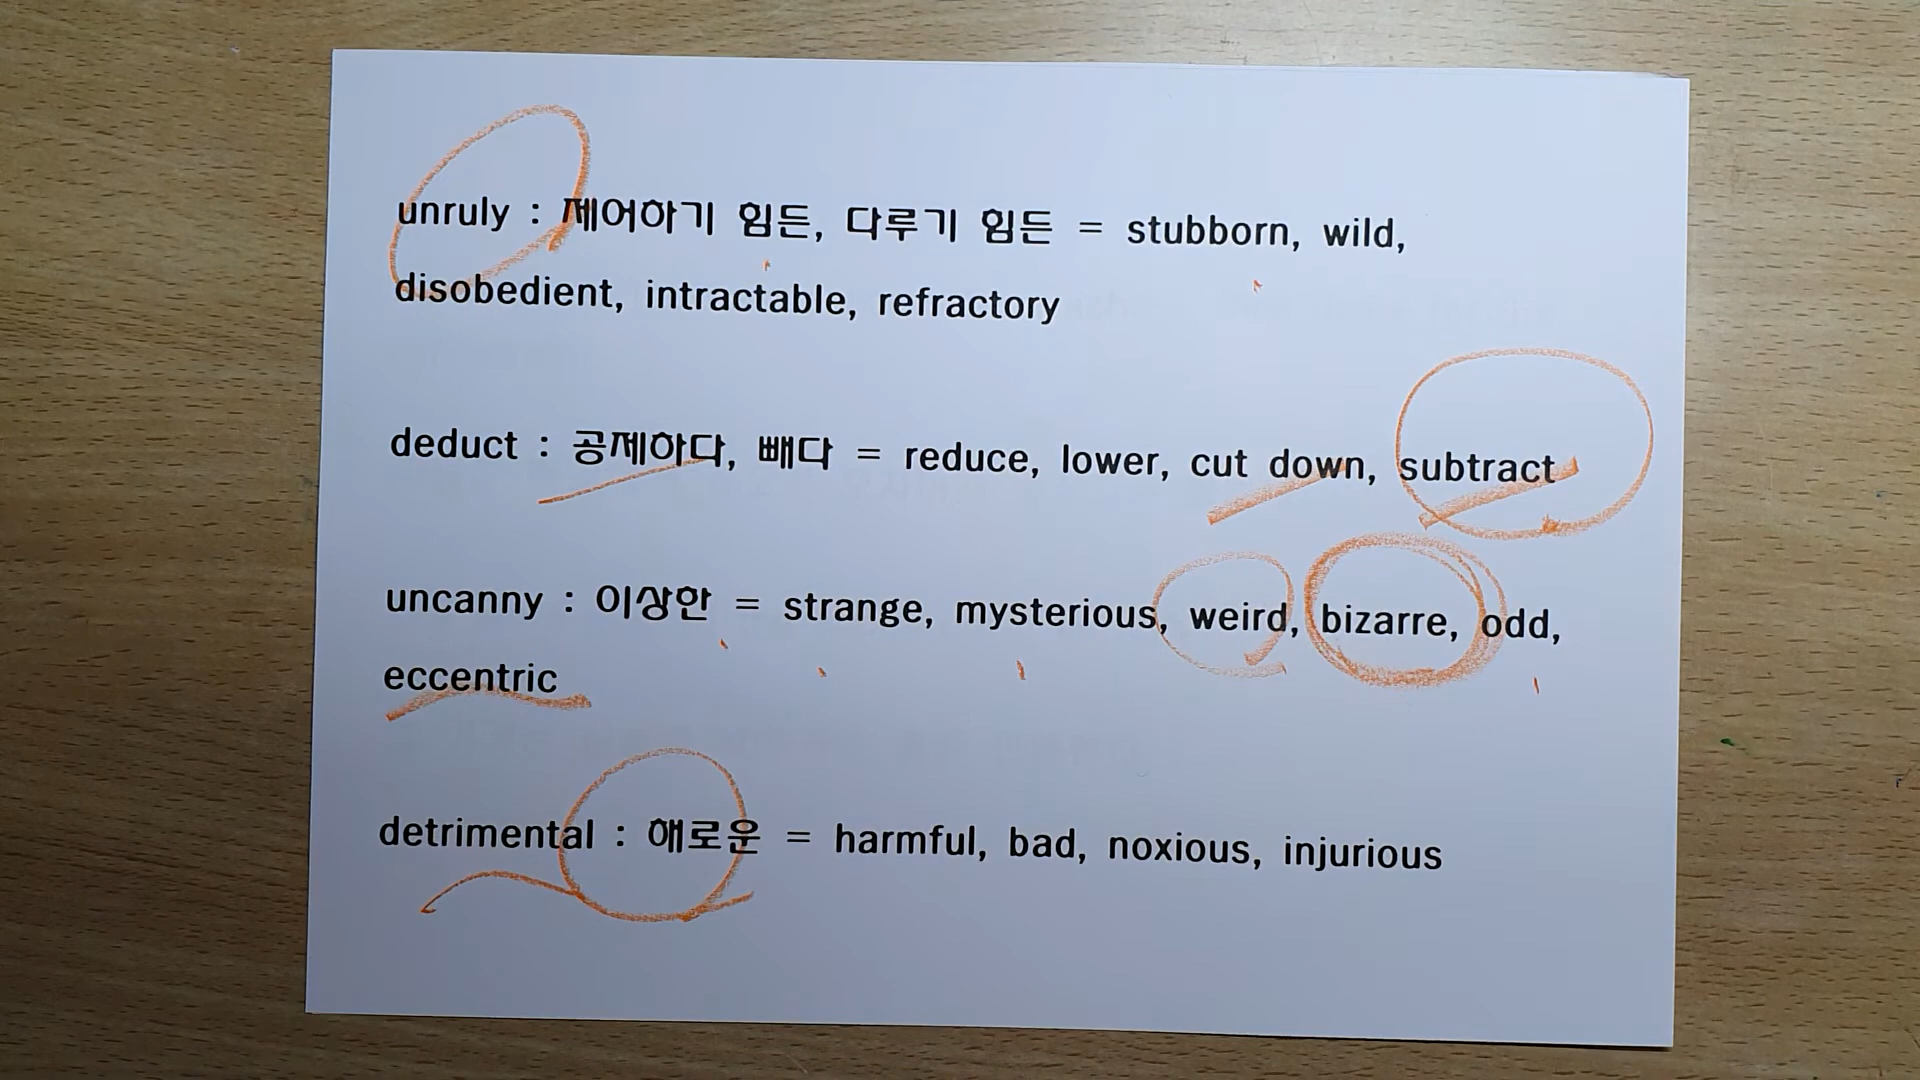 unruly : 제어하기 힘든, 다루기 힘든 = stubborn, wild,
disobedient, intractable, refractory
deduct : 공제하다, 빼다 = reduce, lower, cut down, subtract
uncanny : 이상한 = strange, mysterious, weird, bizarre, odd,
eccentric
detrimental : 해로운 = harmful, bad, noxious, injurious